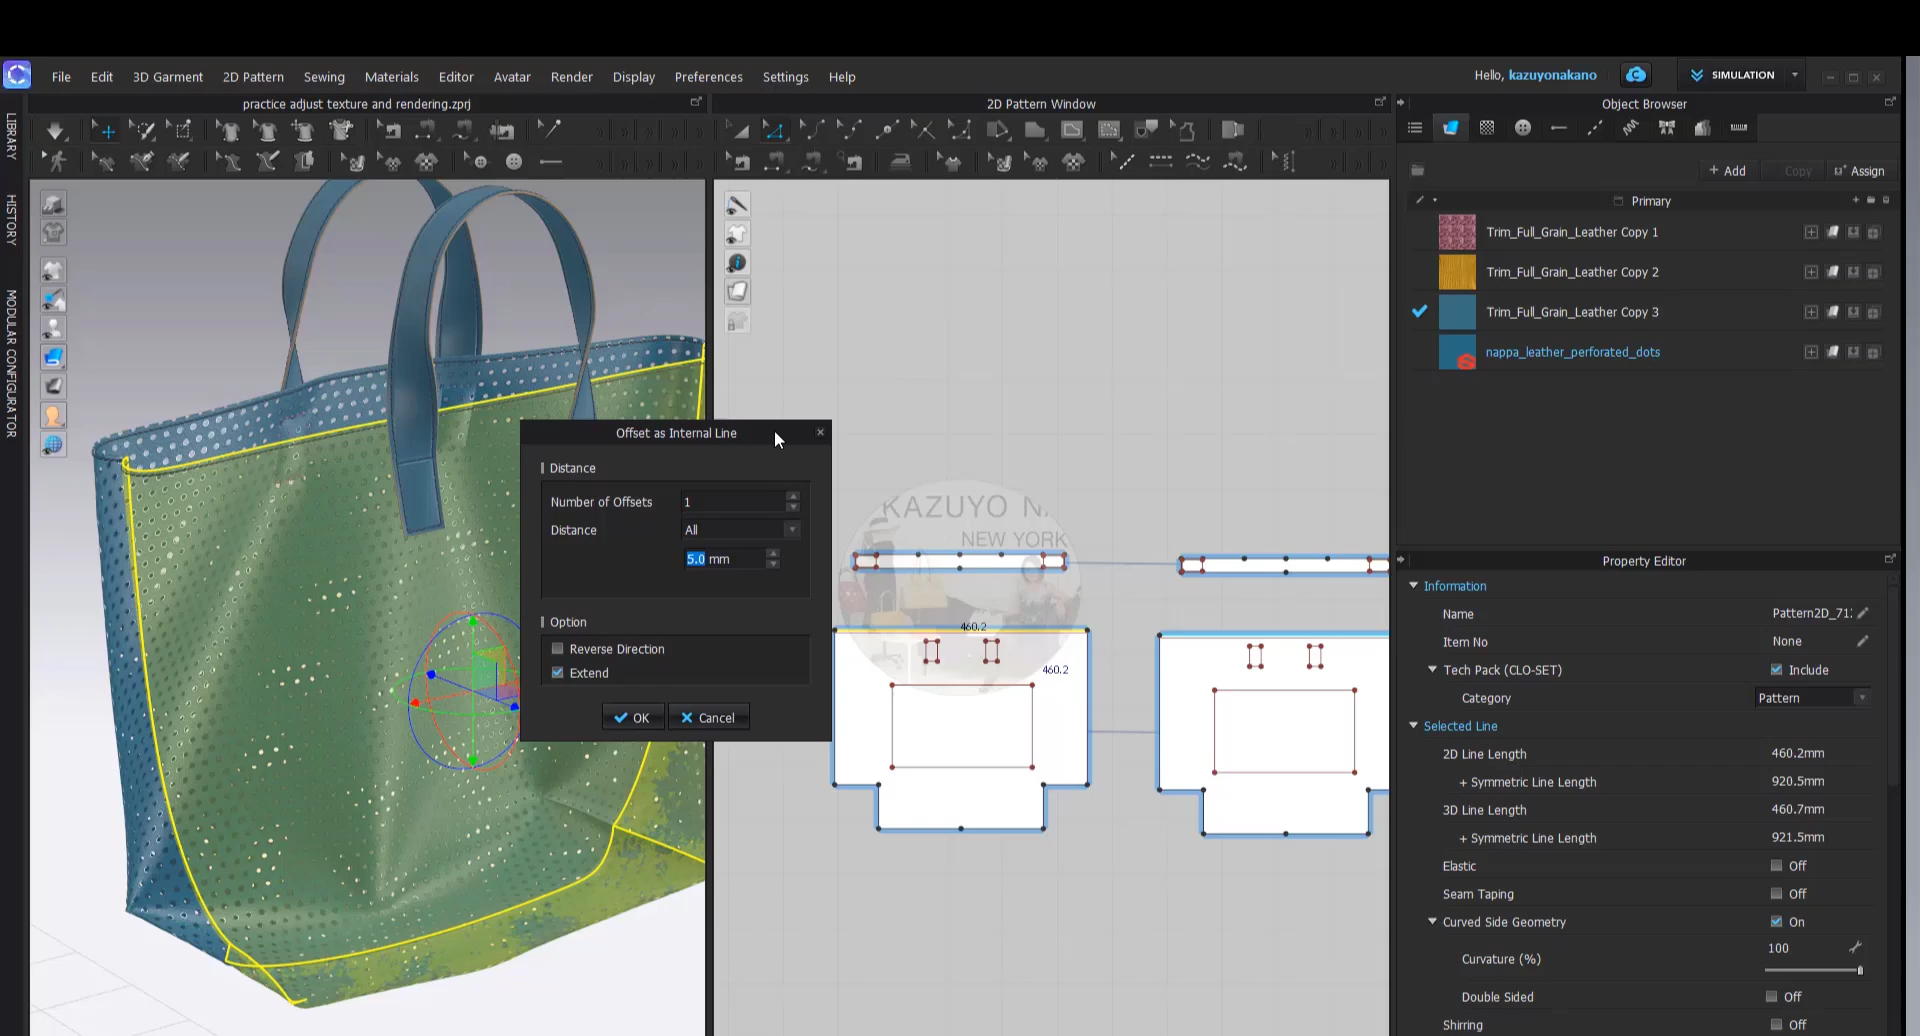 File Edit 3D Garment 2D Pattern Sewing Materials Editor Avatar Render Display Preferences Settings Help
Hello, kazuyonakano
SIMULATION
practice adjust texture and rendering.zprj
2D Pattern Window
Object Browser
LIBRARY
HISTORY
MODULAR CONFIGURATOR
+ Add
Copy
Assign
Primary
Trim_Full_Grain_Leather Copy 1
Trim_Full_Grain_Leather Copy 2
Trim_Full_Grain_Leather Copy 3
nappa_leather_perforated_dots
Offset as Internal Line
Distance
Number of Offsets 1
Distance All
5.0 mm
Option
Reverse Direction
Extend
OK
Cancel
KAZUYO N
NEW YORK
460.2
460.2
Property Editor
Information
Name Pattern2D_71
Item No None
Tech Pack (CLO-SET) Include
Category Pattern
Selected Line
2D Line Length 460.2mm
+ Symmetric Line Length 920.5mm
3D Line Length 460.7mm
+ Symmetric Line Length 921.5mm
Elastic Off
Seam Taping Off
Curved Side Geometry On
Curvature (%) 100
Double Sided Off
Shirring Off